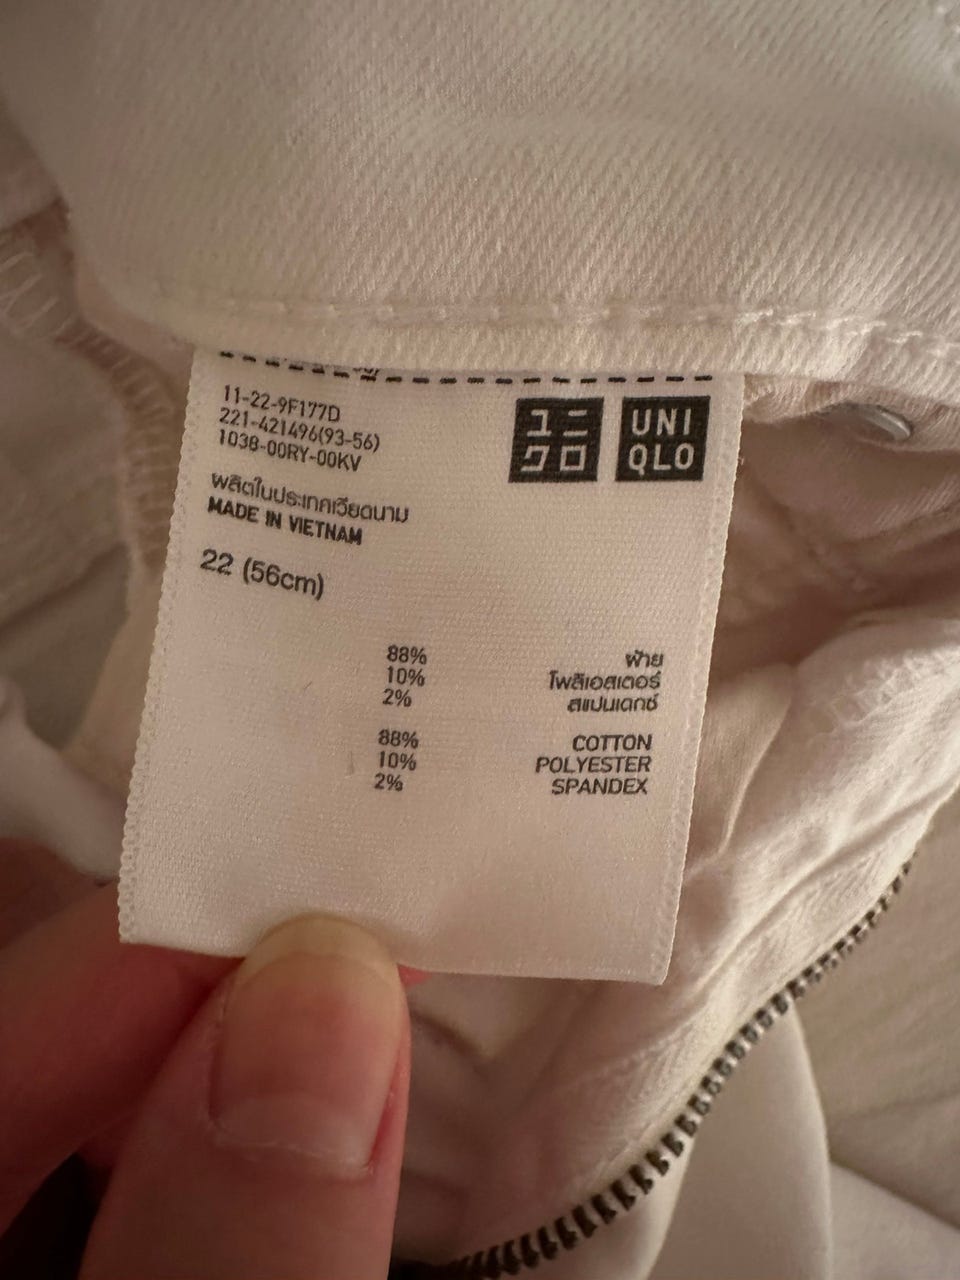 11-22-9F177D
221-421496(93-56)
1038-00RY-00KV
ユニ
クロ
UNI
QLO
ผลิตในประเทศเวียดนาม
MADE IN VIETNAM
22 (56cm)
88% ฝ้าย
10% โพลีเอสเตอร์
2% สแปนเดกซ์
88% COTTON
10% POLYESTER
2% SPANDEX